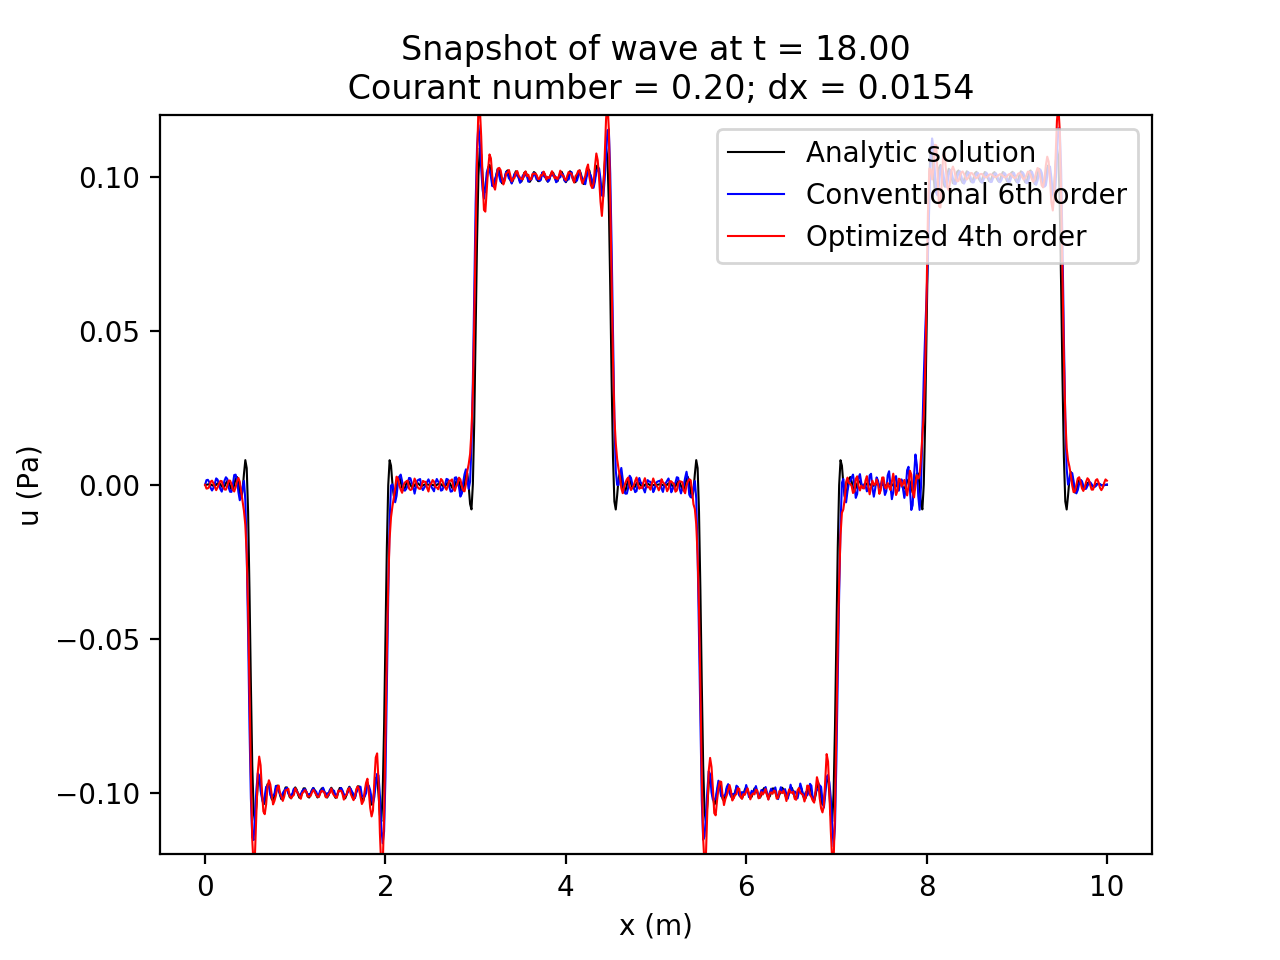 Snapshot of wave at t = 18.00
Courant number = 0.20; dx = 0.0154
Analytic solution
Conventional 6th order
Optimized 4th order
0.10
0.05
0.00
−0.05
−0.10
u (Pa)
0 2 4 6 8 10
x (m)